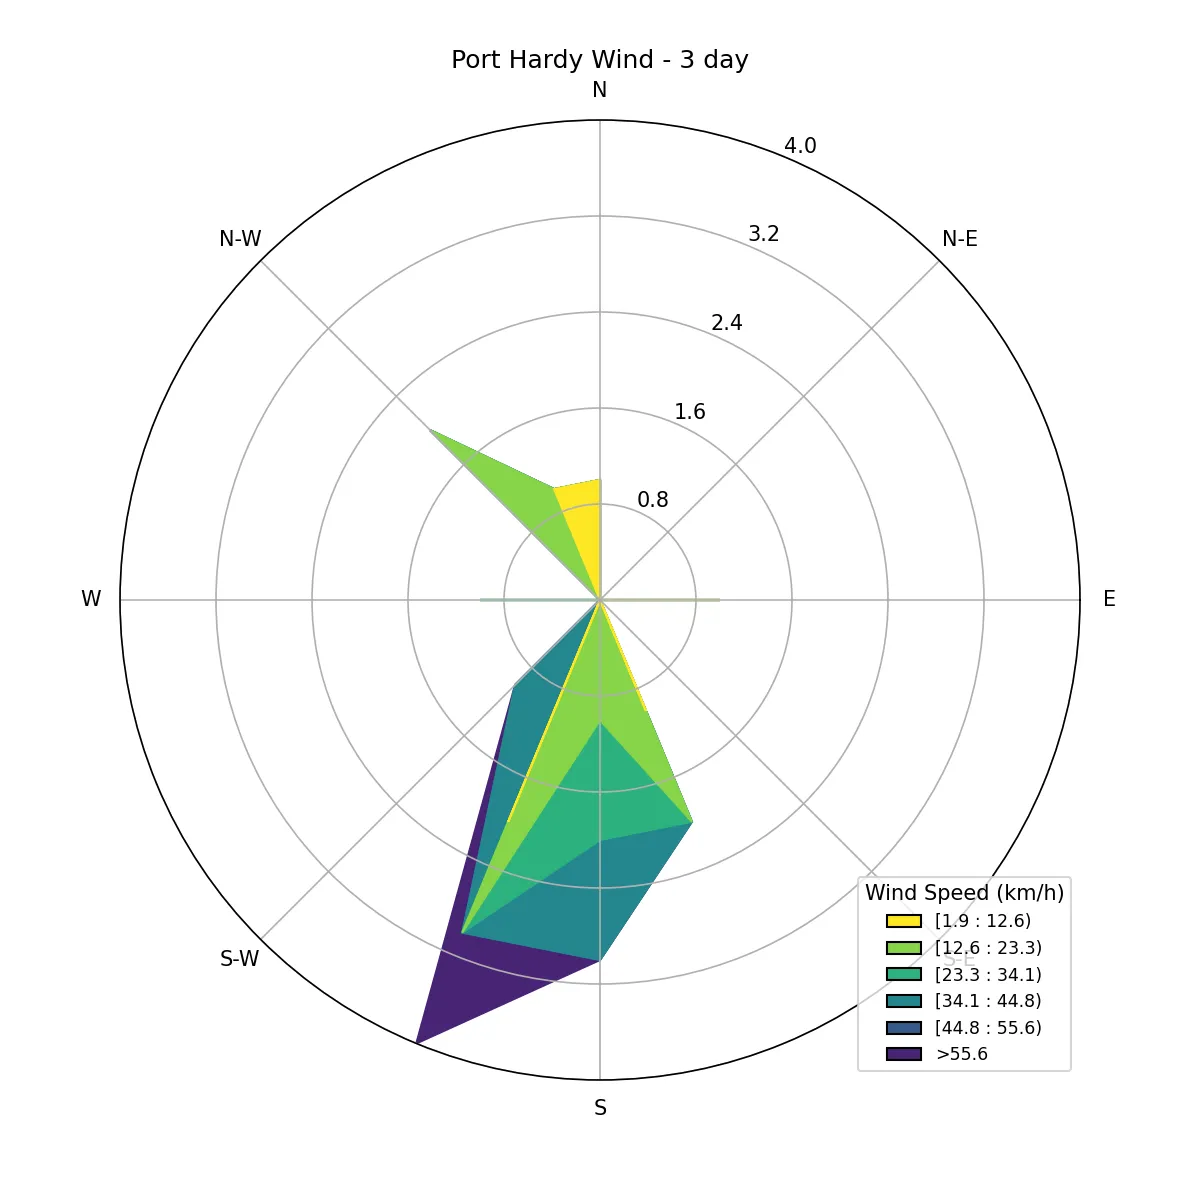 Port Hardy Wind - 3 day
N
4.0
N-W
3.2
N-E
2.4
1.6
0.8
W
E
Wind Speed (km/h)
[1.9 : 12.6)
[12.6 : 23.3)
S-W
S-E
[23.3 : 34.1)
[34.1 : 44.8)
[44.8 : 55.6)
>55.6
S